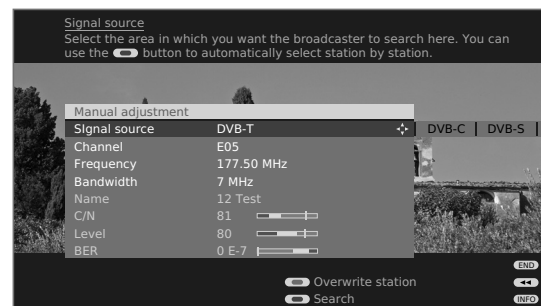 Signal source
Select the area in which you want the broadcaster to search here. You can
use the button to automatically select station by station.
Manual adjustment
SIgnal source DVB-T DVB-C DVB-S
Channel E05
Frequency 177.50 MHz
Bandwidth 7 MHz
Name 12 Test
C/N 81
Level 80
BER 0 E-7
END
Overwrite station
Search INFO